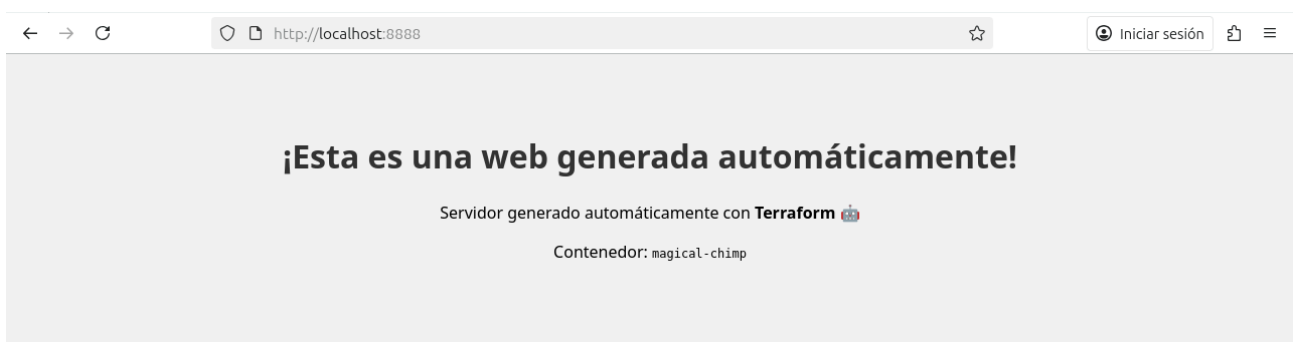 http://localhost:8888
Iniciar sesión
¡Esta es una web generada automáticamente!
Servidor generado automáticamente con Terraform 🤖
Contenedor: magical-chimp